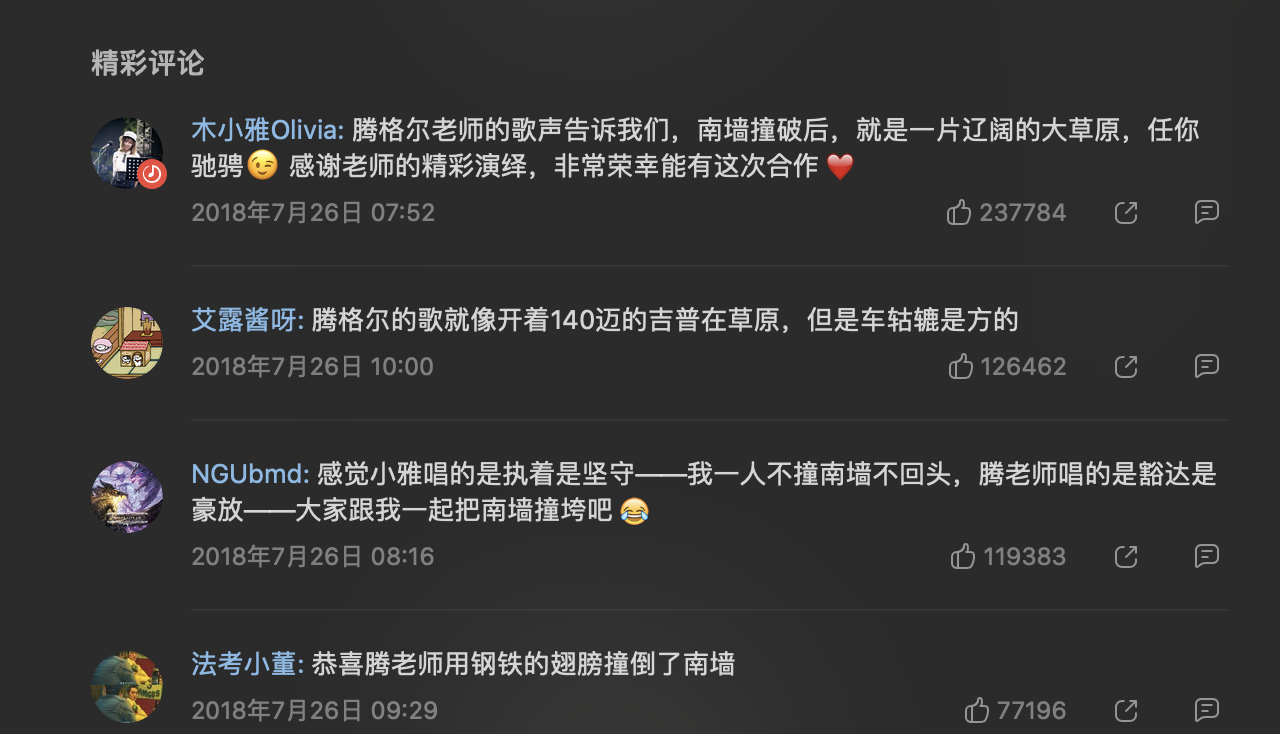 精彩评论
木小雅Olivia: 腾格尔老师的歌声告诉我们，南墙撞破后，就是一片辽阔的大草原，任你
驰骋😉 感谢老师的精彩演绎，非常荣幸能有这次合作 ❤️
2018年7月26日 07:52 237784
艾露酱呀: 腾格尔的歌就像开着140迈的吉普在草原，但是车轱辘是方的
2018年7月26日 10:00 126462
NGUbmd: 感觉小雅唱的是执着是坚守——我一人不撞南墙不回头，腾老师唱的是豁达是
豪放——大家跟我一起把南墙撞垮吧 😂
2018年7月26日 08:16 119383
法考小董: 恭喜腾老师用钢铁的翅膀撞倒了南墙
2018年7月26日 09:29 77196